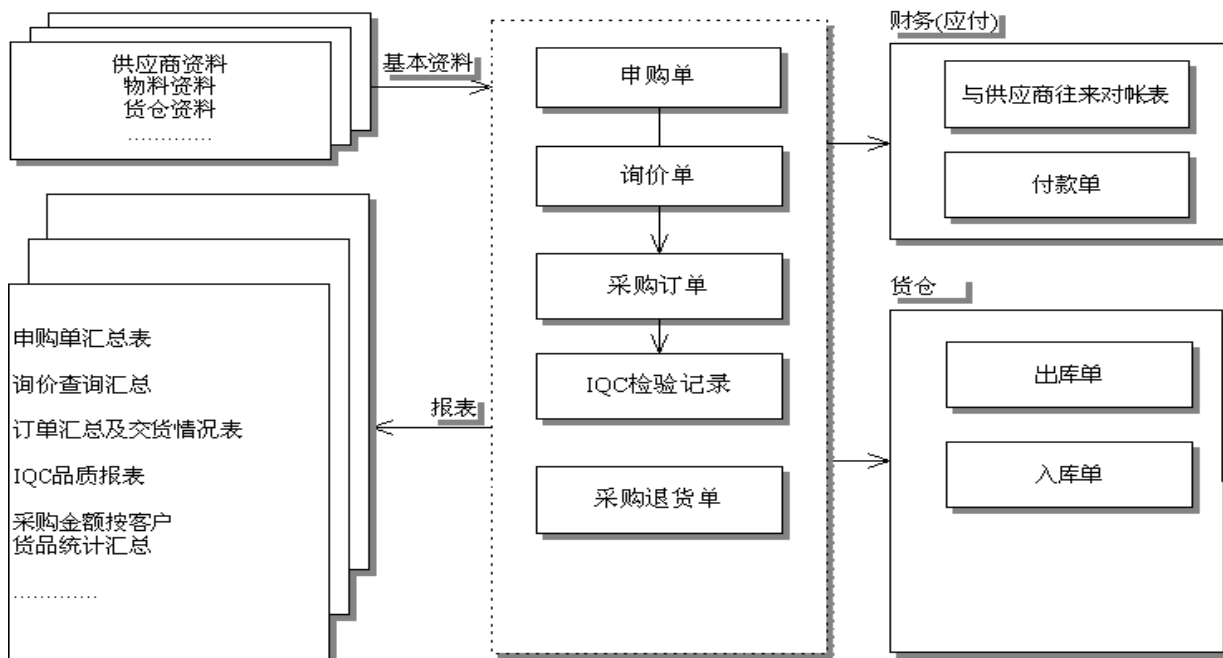 供应商资料
物料资料
货仓资料
.............
基本资料
申购单汇总表
询价查询汇总
订单汇总及交货情况表
IQC品质报表
采购金额按客户
货品统计汇总
.............
报表
申购单
询价单
采购订单
IQC检验记录
采购退货单
财务(应付)
与供应商往来对帐表
付款单
货仓
出库单
入库单